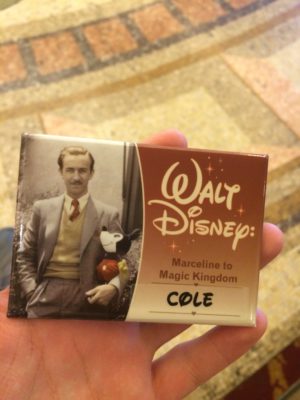 WALT
DISNEY:
Marceline to
Magic Kingdom
COLE